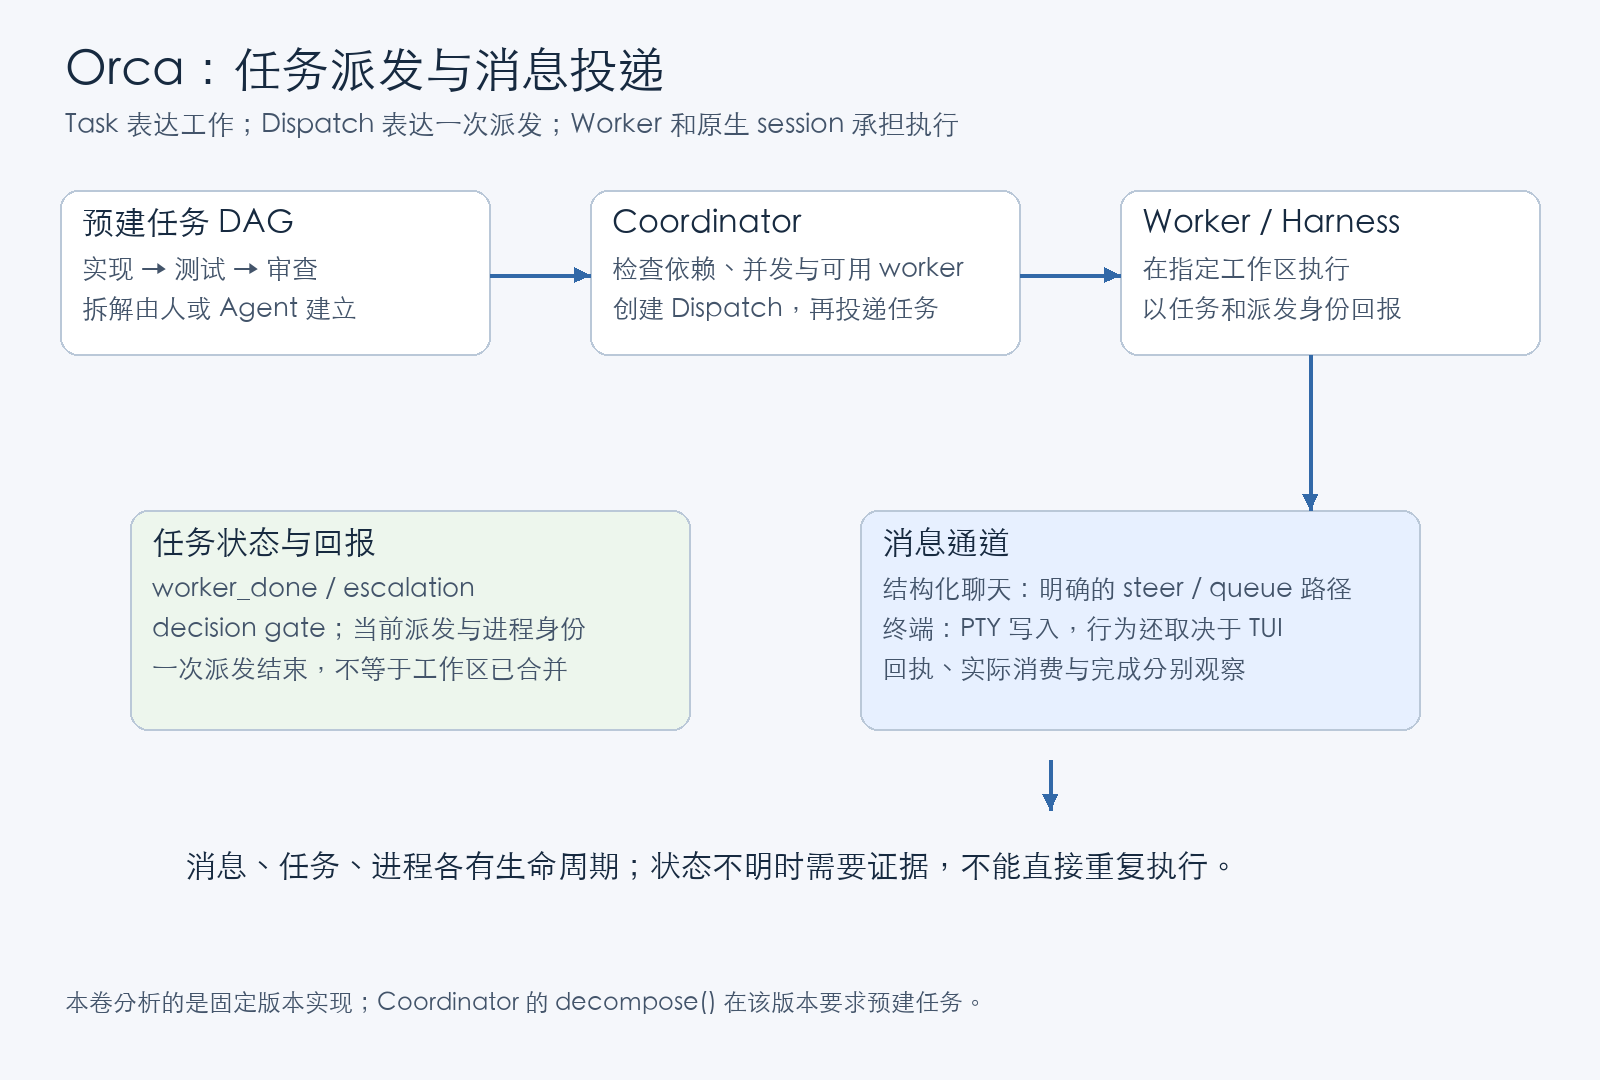 Orca：任务派发与消息投递
Task 表达工作；Dispatch 表达一次派发；Worker 和原生 session 承担执行
预建任务 DAG
实现 → 测试 → 审查
拆解由人或 Agent 建立
Coordinator
检查依赖、并发与可用 worker
创建 Dispatch，再投递任务
Worker / Harness
在指定工作区执行
以任务和派发身份回报
任务状态与回报
worker_done / escalation
decision gate；当前派发与进程身份
一次派发结束，不等于工作区已合并
消息通道
结构化聊天：明确的 steer / queue 路径
终端：PTY 写入，行为还取决于 TUI
回执、实际消费与完成分别观察
消息、任务、进程各有生命周期；状态不明时需要证据，不能直接重复执行。
本卷分析的是固定版本实现；Coordinator 的 decompose() 在该版本要求预建任务。